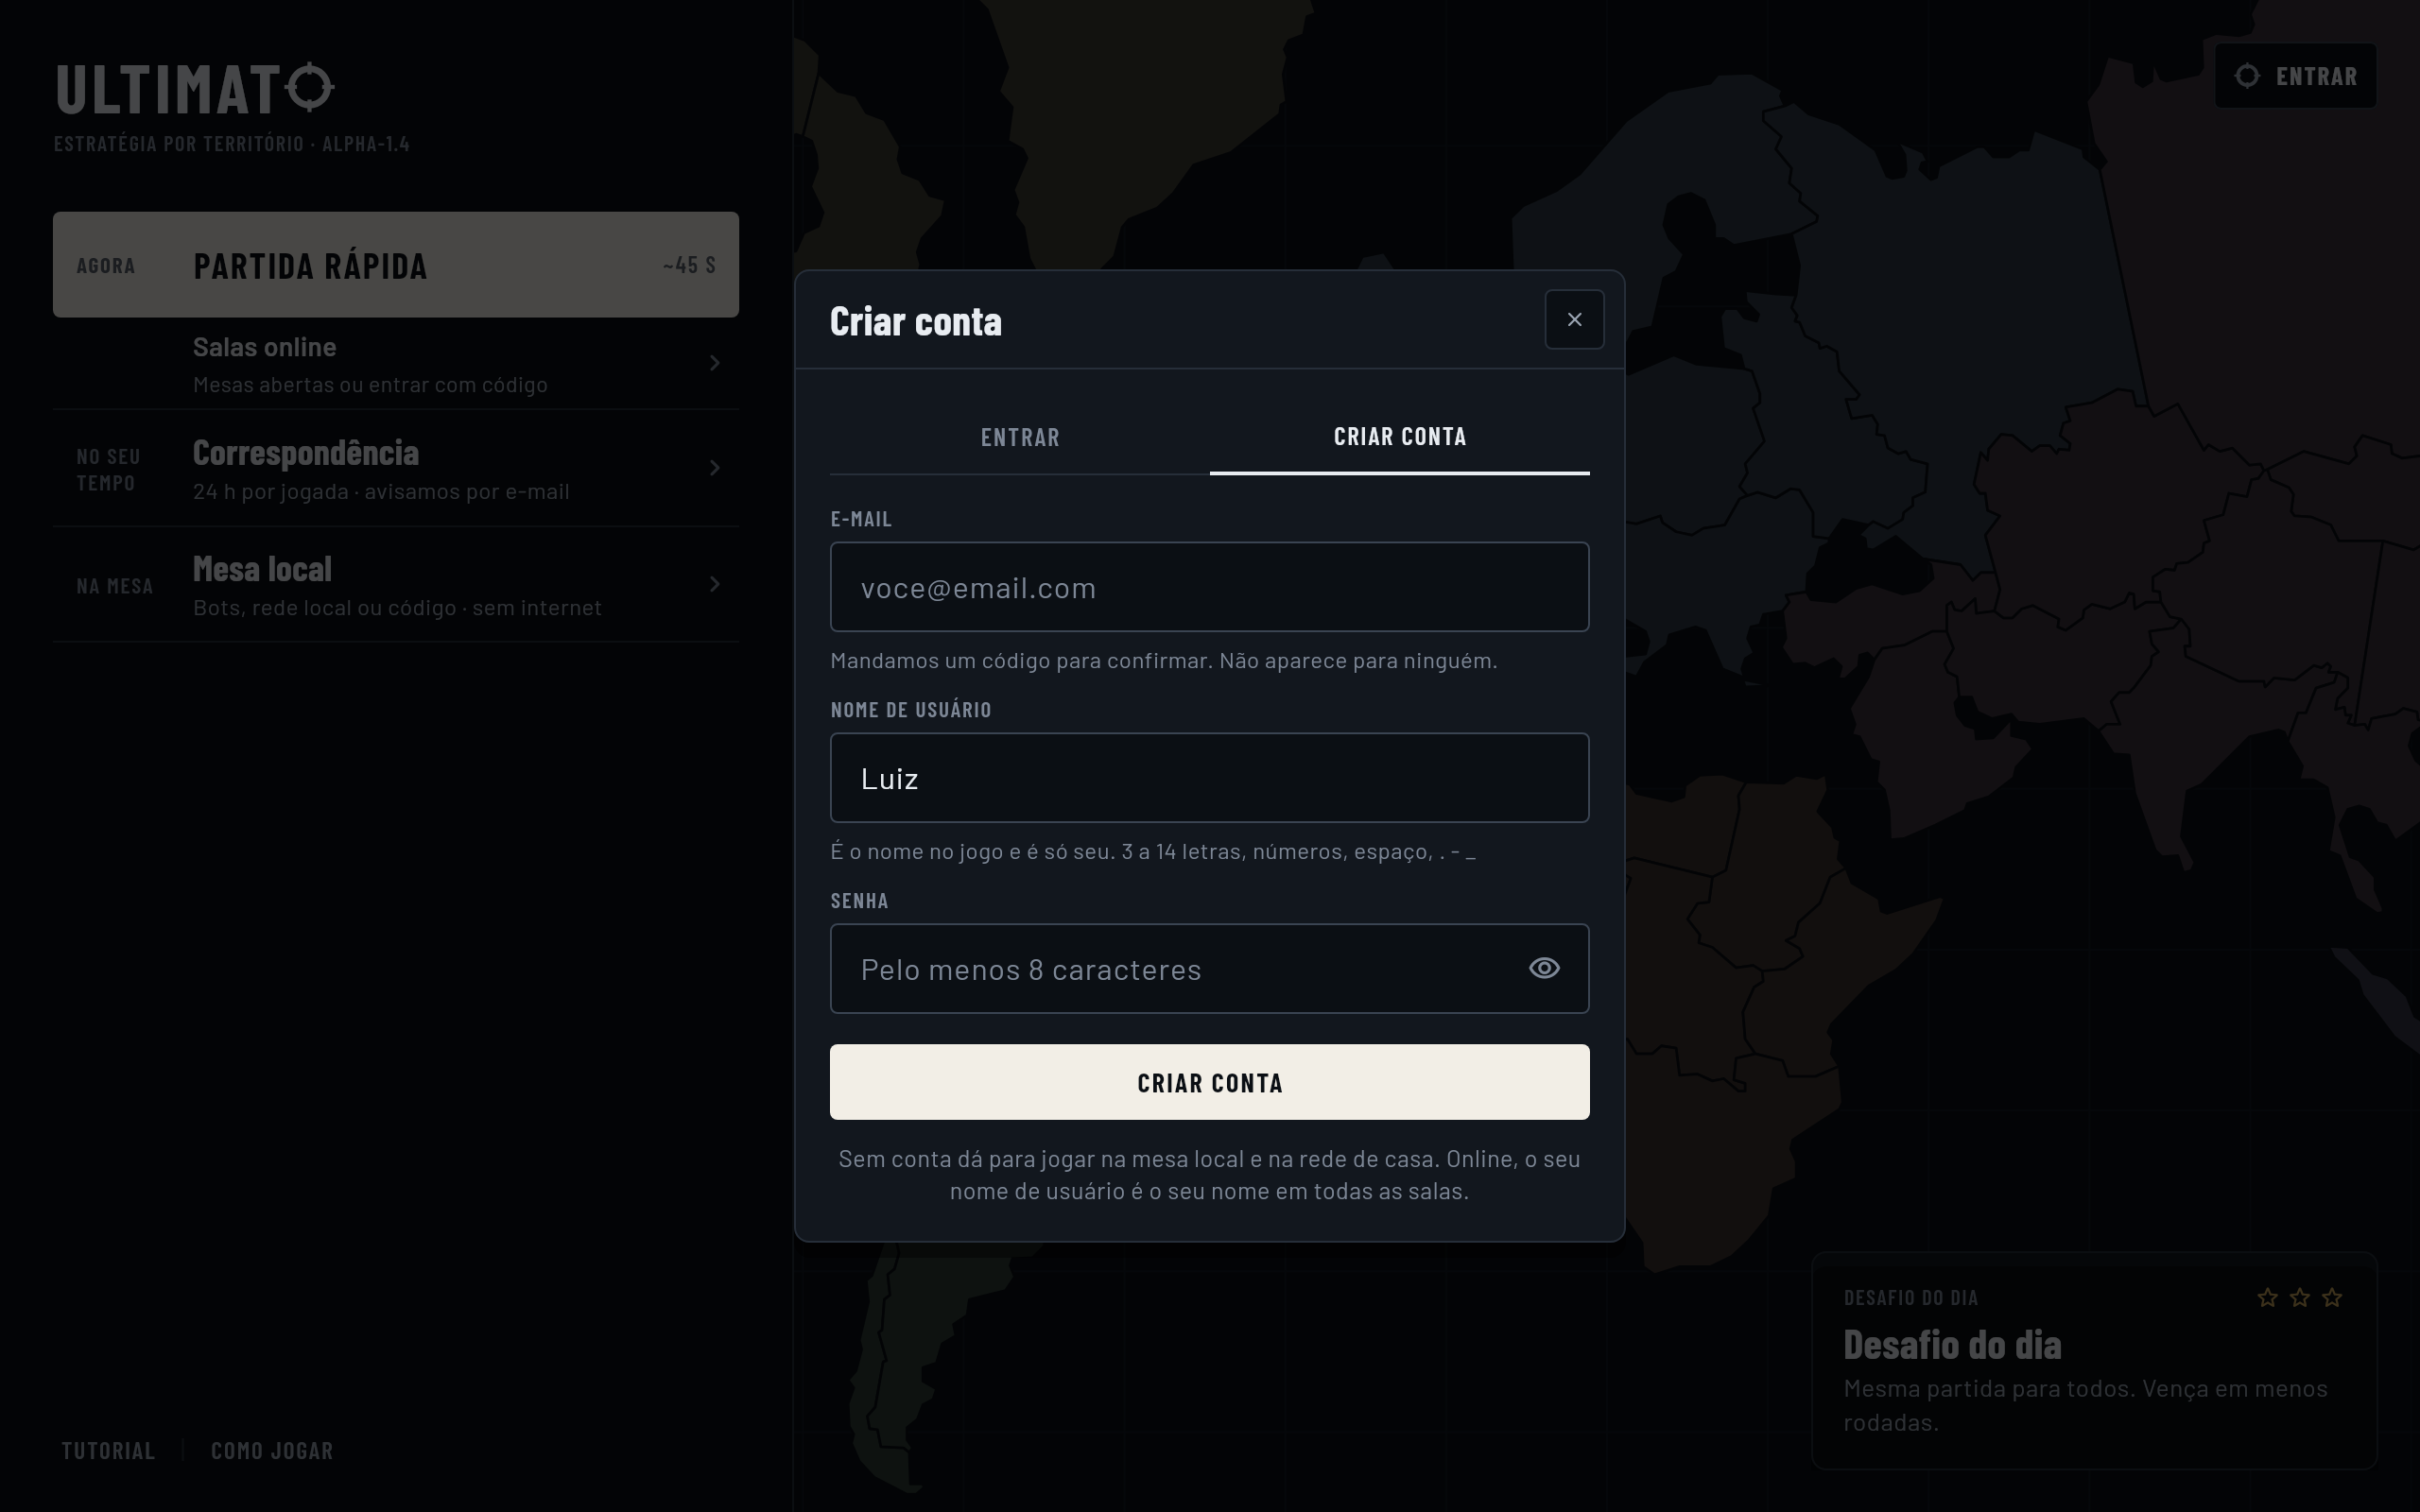 ULTIMATO
ESTRATÉGIA POR TERRITÓRIO · ALPHA-1.4
AGORA
PARTIDA RÁPIDA
~45 S
Salas online
Mesas abertas ou entrar com código
NO SEU TEMPO
Correspondência
24 h por jogada · avisamos por e-mail
NA MESA
Mesa local
Bots, rede local ou código · sem internet
TUTORIAL
COMO JOGAR
ENTRAR
Criar conta
ENTRAR
CRIAR CONTA
E-MAIL
voce@email.com
Mandamos um código para confirmar. Não aparece para ninguém.
NOME DE USUÁRIO
Luiz
É o nome no jogo e é só seu. 3 a 14 letras, números, espaço, . - _
SENHA
Pelo menos 8 caracteres
CRIAR CONTA
Sem conta dá para jogar na mesa local e na rede de casa. Online, o seu
nome de usuário é o seu nome em todas as salas.
DESAFIO DO DIA
Desafio do dia
Mesma partida para todos. Vença em menos
rodadas.